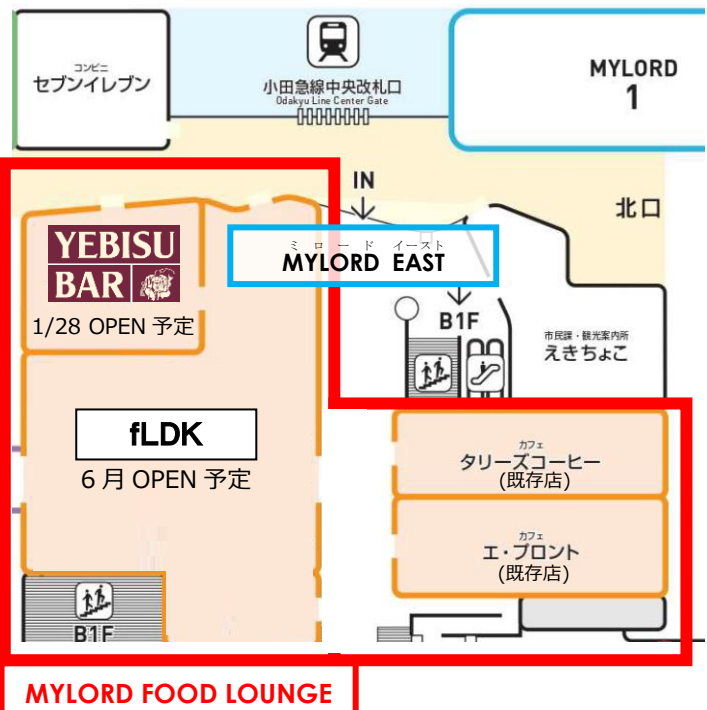 コンビニ
セブンイレブン
小田急線中央改札口
Odakyu Line Center Gate
MYLORD
1
IN
北口
YEBISU
BAR
1/28 OPEN 予定
ミロード イースト
MYLORD EAST
B1F
市民課・観光案内所
えきちょこ
fLDK
6月 OPEN 予定
カフェ
タリーズコーヒー
(既存店)
カフェ
エ・プロント
(既存店)
B1F
MYLORD FOOD LOUNGE